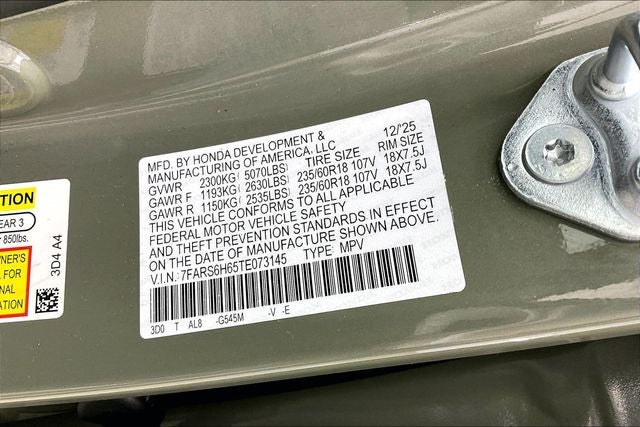 MFD. BY HONDA DEVELOPMENT & 12/'25
MANUFACTURING OF AMERICA, LLC
GVWR 2300KG( 5070LBS) TIRE SIZE RIM SIZE
GAWR F 1193KG( 2630LBS) 235/60R18 107V 18X7.5J
GAWR R 1150KG( 2535LBS) 235/60R18 107V 18X7.5J
THIS VEHICLE CONFORMS TO ALL APPLICABLE
FEDERAL MOTOR VEHICLE SAFETY
AND THEFT PREVENTION STANDARDS IN EFFECT
ON THE DATE OF MANUFACTURE SHOWN ABOVE.
V.I.N.: 7FARS6H65TE073145 TYPE: MPV
3D0 T AL8 -G545M -V -E
TION
EAR 3
850lbs.
WNER'S
L FOR
NAL
ATION
3D4 A4